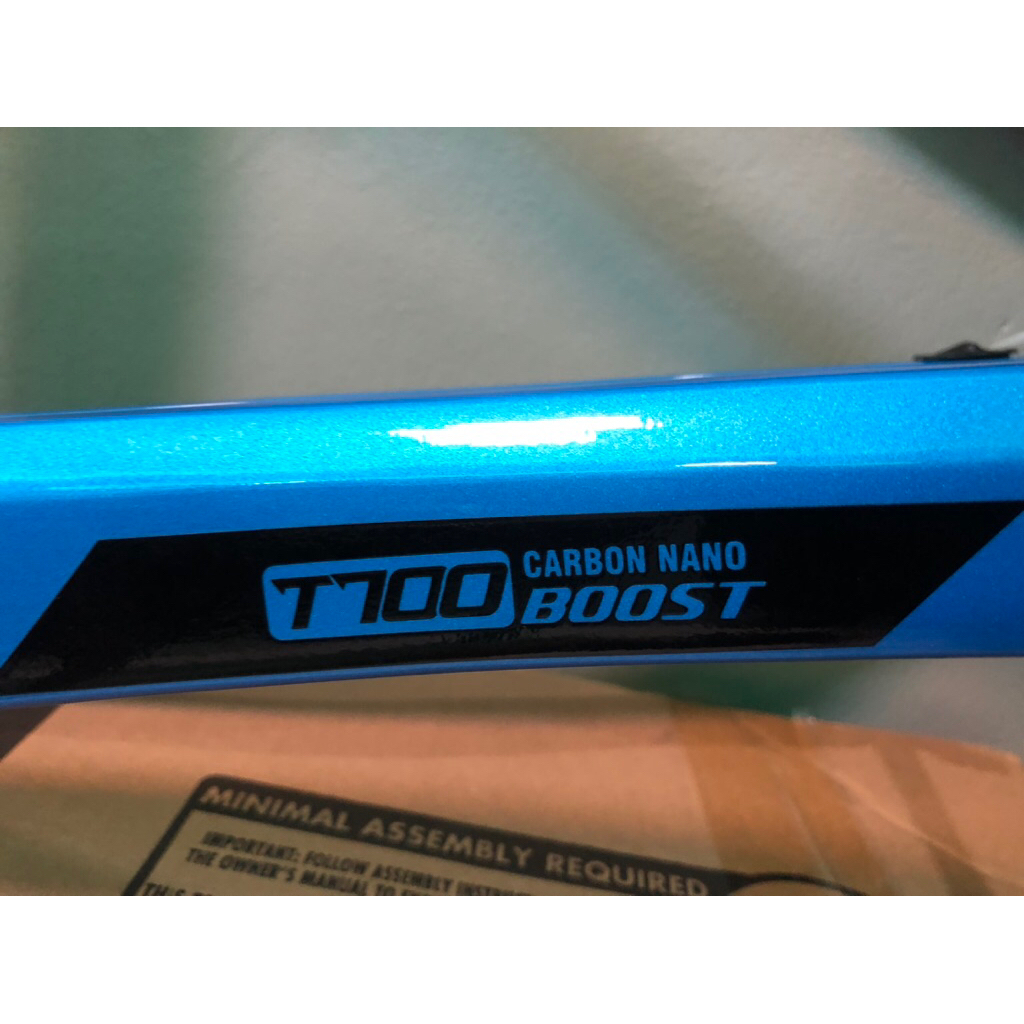 T700
CARBON NANO
BOOST
MINIMAL ASSEMBLY REQUIRED
IMPORTANT: FOLLOW ASSEMBLY
THE OWNER'S MANUAL TO